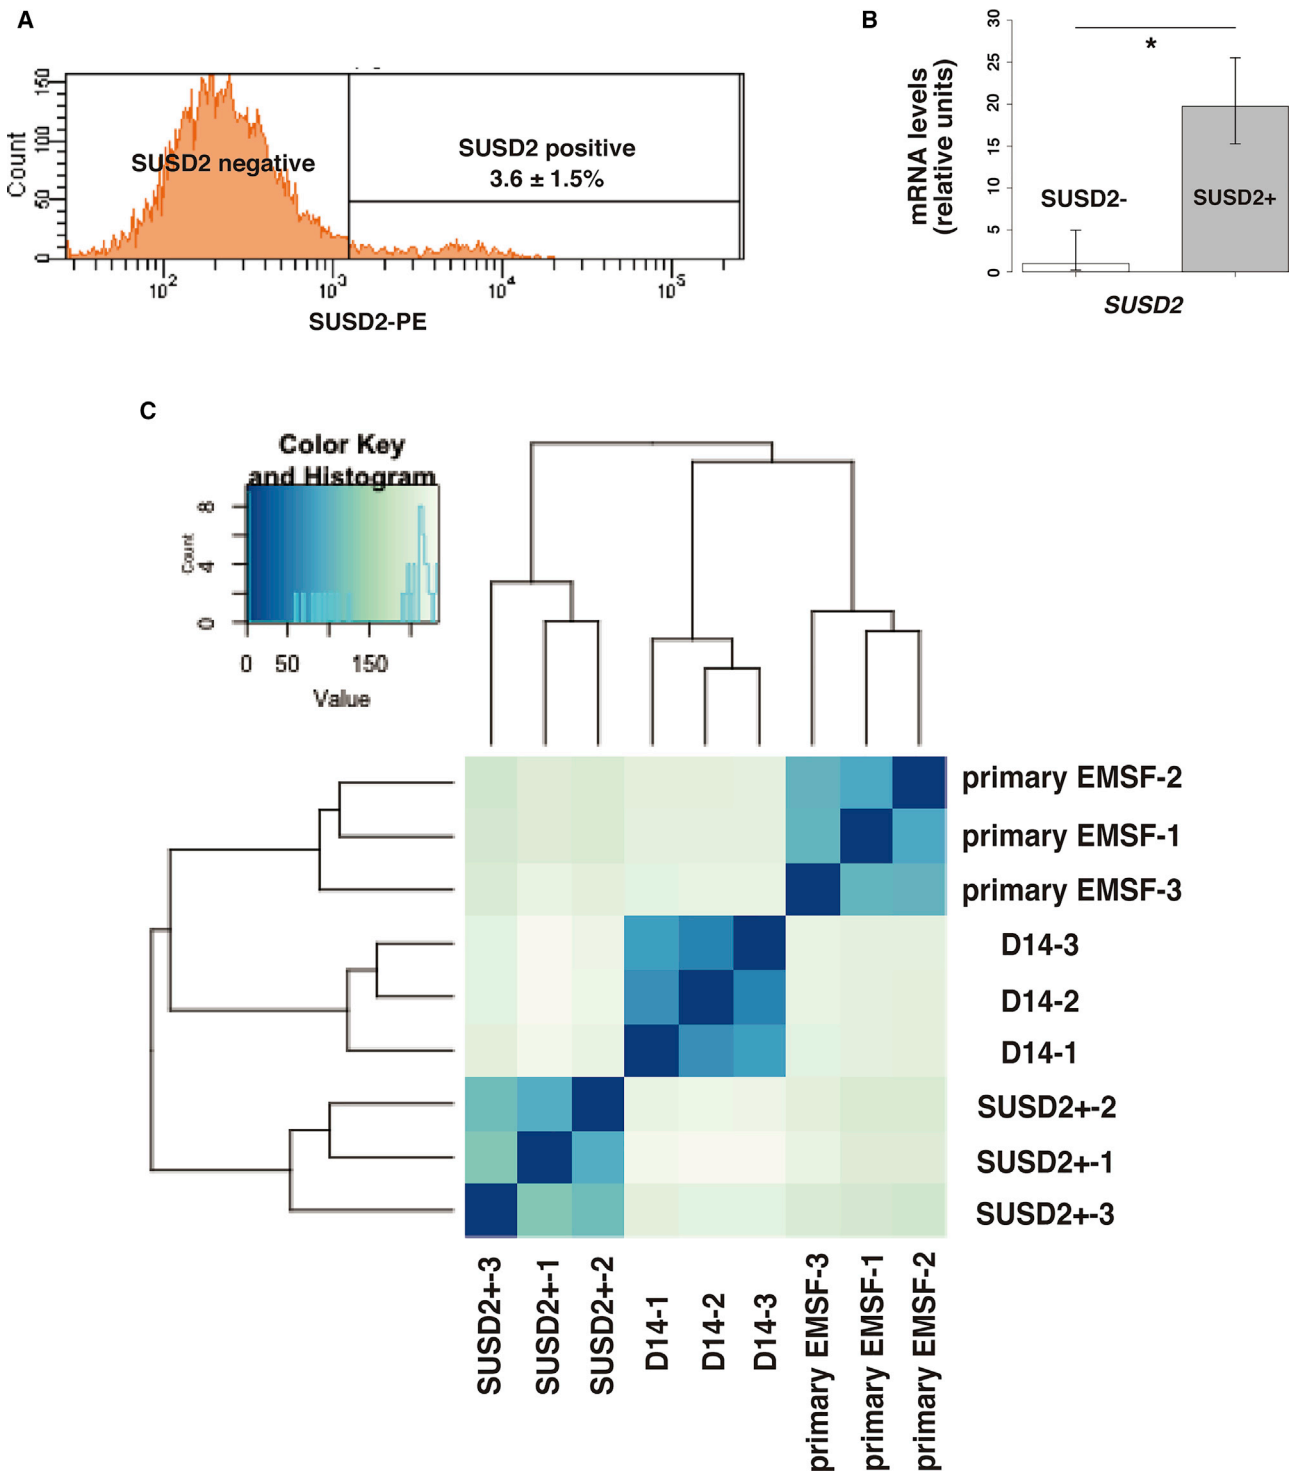 A
Count
150
100
50
0
SUSD2 negative
SUSD2 positive
3.6 ± 1.5%
10²
10³
10⁴
10⁵
SUSD2-PE
B
mRNA levels
(relative units)
30
25
20
15
10
5
0
*
SUSD2-
SUSD2+
SUSD2
C
Color Key
and Histogram
Count
8
4
0
0 50 150
Value
primary EMSF-2
primary EMSF-1
primary EMSF-3
D14-3
D14-2
D14-1
SUSD2+-2
SUSD2+-1
SUSD2+-3
SUSD2+-3
SUSD2+-1
SUSD2+-2
D14-1
D14-2
D14-3
primary EMSF-3
primary EMSF-1
primary EMSF-2